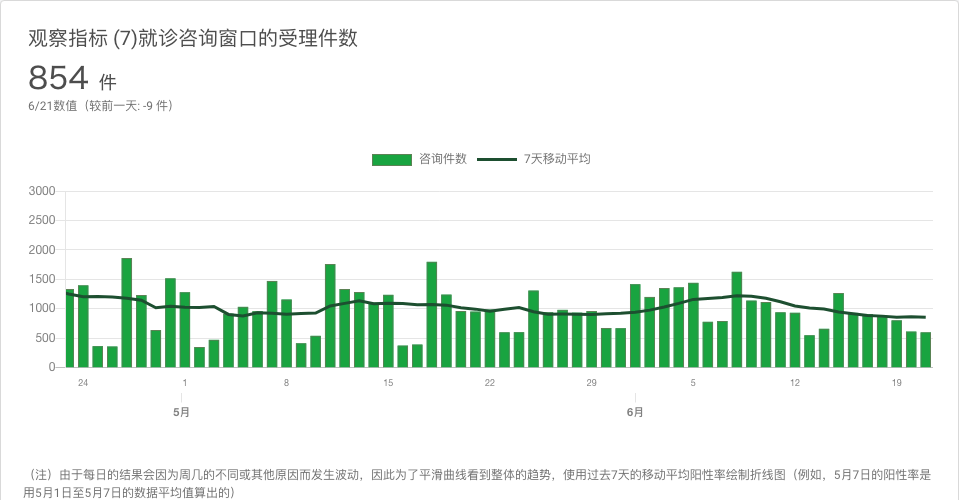 观察指标 (7)就诊咨询窗口的受理件数
854 件
6/21数值（较前一天: -9 件）
咨询件数 7天移动平均
3000
2500
2000
1500
1000
500
0
24 1 8 15 22 29 5 12 19
5月 6月
（注）由于每日的结果会因为周几的不同或其他原因而发生波动，因此为了平滑曲线看到整体的趋势，使用过去7天的移动平均阳性率绘制折线图（例如，5月7日的阳性率是
用5月1日至5月7日的数据平均值算出的）